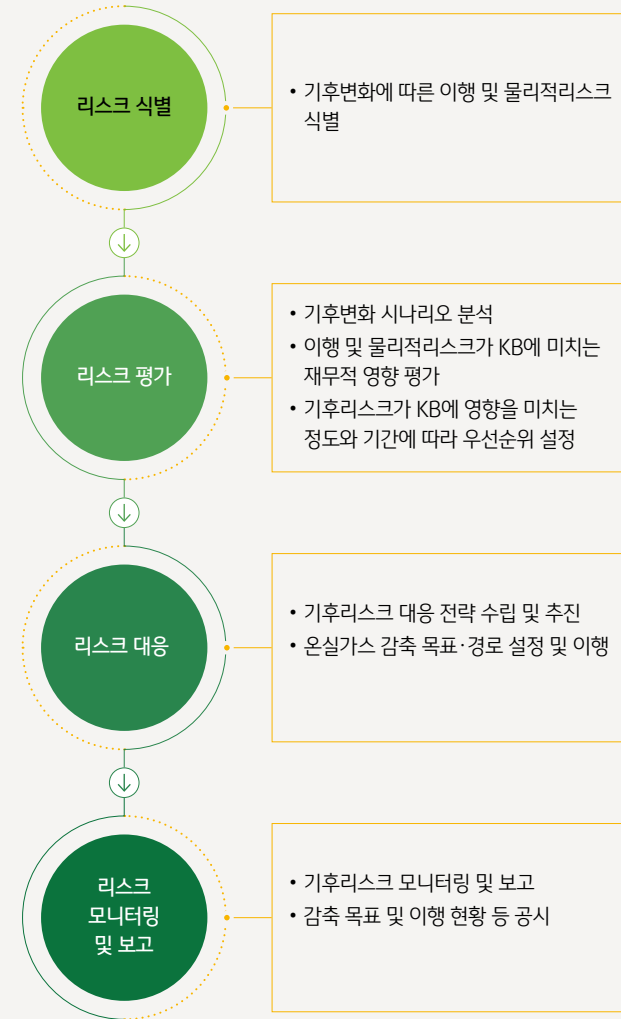 리스크 식별
• 기후변화에 따른 이행 및 물리적리스크
식별
리스크 평가
• 기후변화 시나리오 분석
• 이행 및 물리적리스크가 KB에 미치는
재무적 영향 평가
• 기후리스크가 KB에 영향을 미치는
정도와 기간에 따라 우선순위 설정
리스크 대응
• 기후리스크 대응 전략 수립 및 추진
• 온실가스 감축 목표·경로 설정 및 이행
리스크
모니터링
및 보고
• 기후리스크 모니터링 및 보고
• 감축 목표 및 이행 현황 등 공시